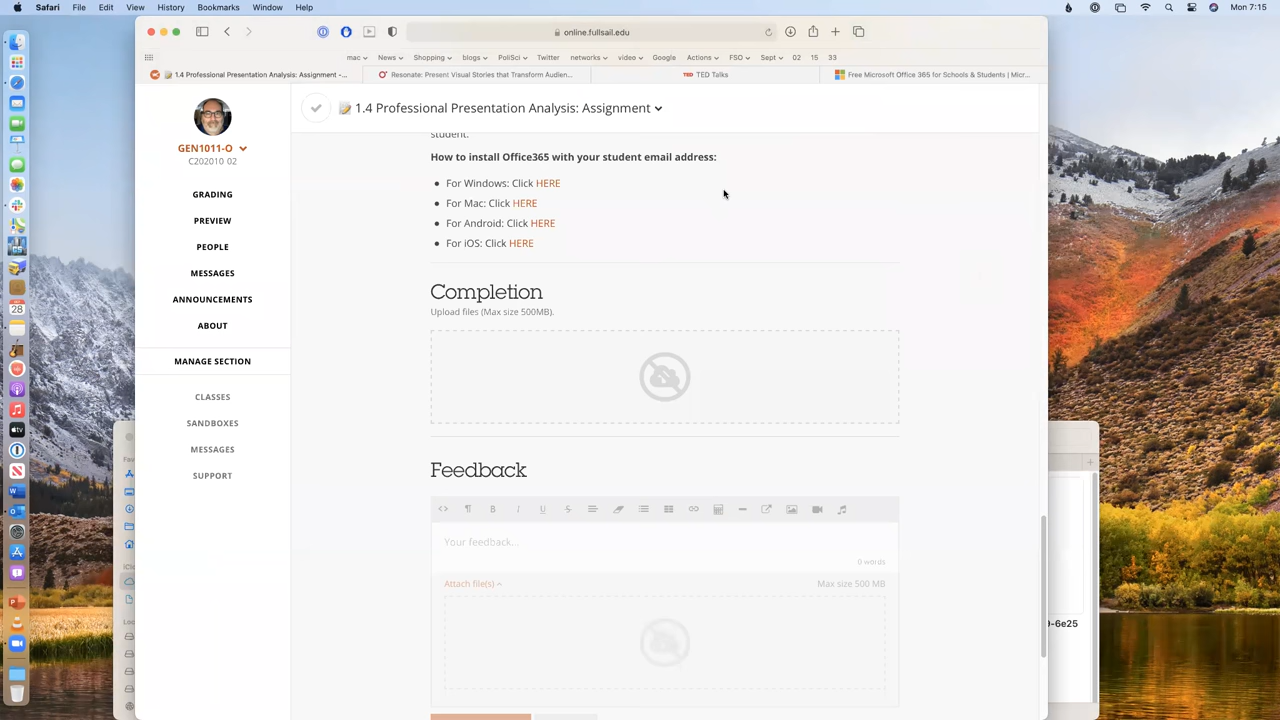 Safari File Edit View History Bookmarks Window Help Mon 7:15
online.fullsail.edu
mac News Shopping blogs PoliSci Twitter networks video Google Actions FSO Sept 02 15 33
1.4 Professional Presentation Analysis: Assignment -...
Resonate: Present Visual Stories that Transform Audien...
TED TED Talks
Free Microsoft Office 365 for Schools & Students | Micr...
GEN1011-O
C202010 02
GRADING
PREVIEW
PEOPLE
MESSAGES
ANNOUNCEMENTS
ABOUT
MANAGE SECTION
CLASSES
SANDBOXES
MESSAGES
SUPPORT
1.4 Professional Presentation Analysis: Assignment
student.
How to install Office365 with your student email address:
For Windows: Click HERE
For Mac: Click HERE
For Android: Click HERE
For iOS: Click HERE
Completion
Upload files (Max size 500MB).
Feedback
Your feedback...
0 words
Attach file(s) Max size 500 MB
9-6e25